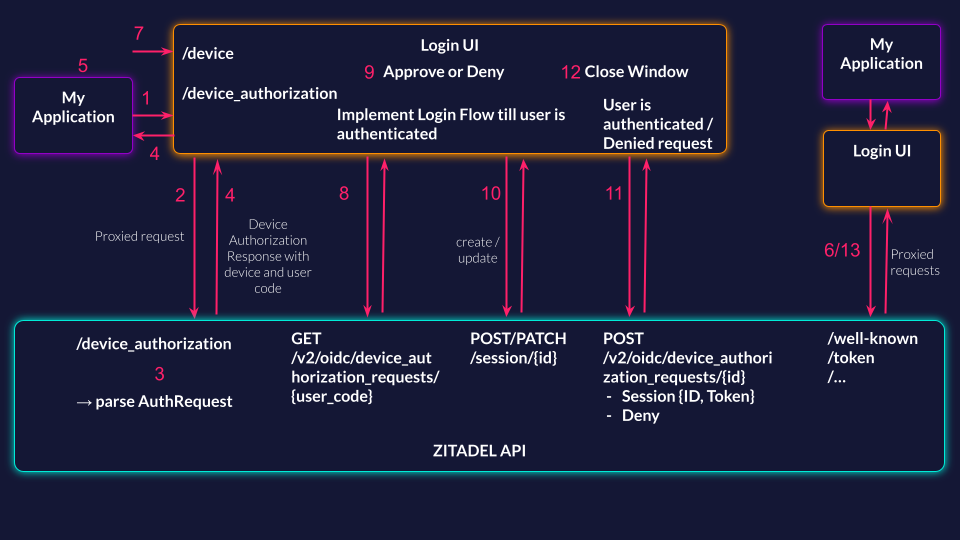 7
5
My
Application
1
4
/device
/device_authorization
Login UI
9 Approve or Deny
Implement Login Flow till user is
authenticated
12 Close Window
User is
authenticated /
Denied request
My
Application
Login UI
2
Proxied request
4
Device
Authorization
Response with
device and user
code
8
10
create /
update
11
6/13
Proxied
requests
/device_authorization
3
→ parse AuthRequest
GET
/v2/oidc/device_aut
horization_requests/
{user_code}
POST/PATCH
/session/{id}
POST
/v2/oidc/device_authori
zation_requests/{id}
- Session {ID, Token}
- Deny
/well-known
/token
/...
ZITADEL API